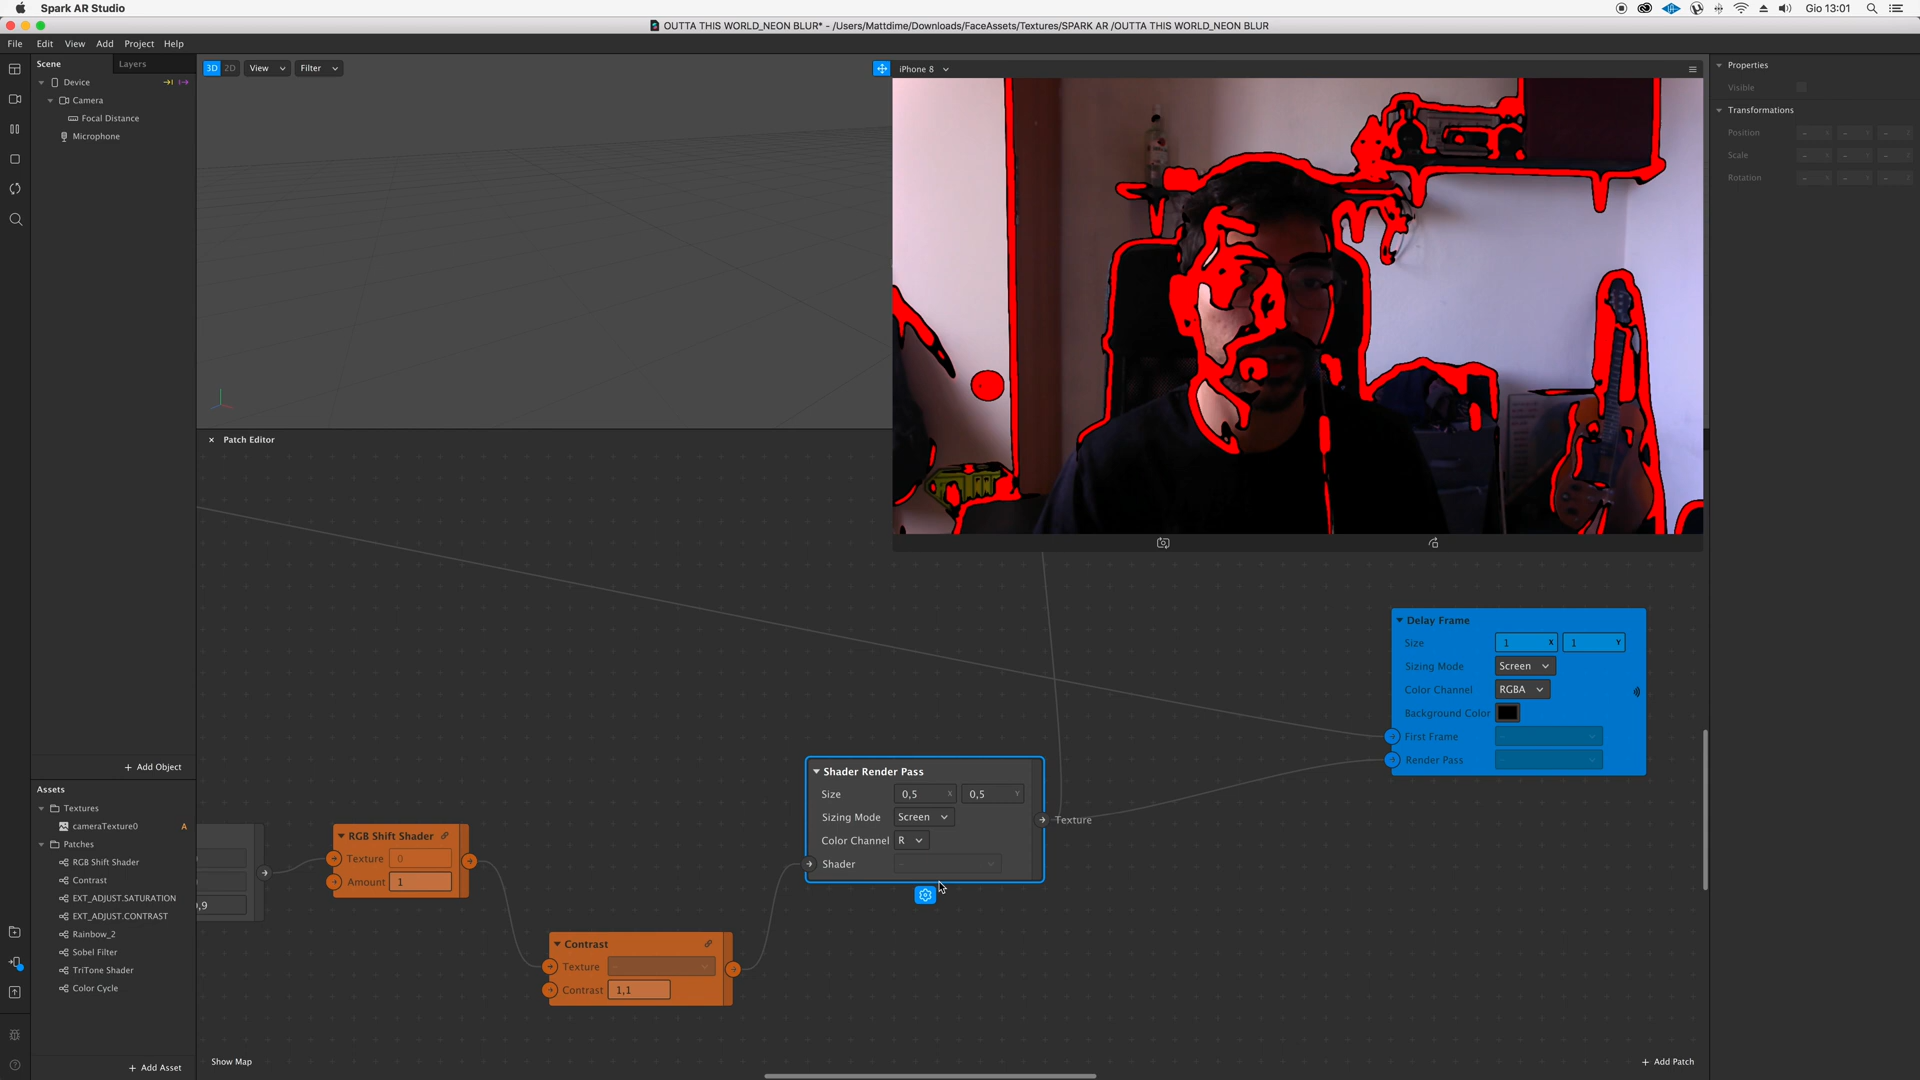 Spark AR Studio
Gio 13:01
OUTTA THIS WORLD_NEON BLUR* - /Users/Mattdime/Downloads/FaceAssets/Textures/SPARK AR /OUTTA THIS WORLD_NEON BLUR
File Edit View Add Project Help
Scene Layers
Device
Camera
Focal Distance
Microphone
+ Add Object
Assets
Textures
cameraTexture0 A
Patches
RGB Shift Shader
Contrast
EXT_ADJUST.SATURATION
EXT_ADJUST.CONTRAST
Rainbow_2
Sobel Filter
TriTone Shader
Color Cycle
+ Add Asset
3D 2D View Filter
iPhone 8
× Patch Editor
,9
RGB Shift Shader
Texture 0
Amount 1
Contrast
Texture -
Contrast 1,1
Shader Render Pass
Size 0,5 X 0,5 Y
Sizing Mode Screen
Color Channel R
Shader -
Texture
Delay Frame
Size 1 X 1 Y
Sizing Mode Screen
Color Channel RGBA
Background Color
First Frame -
Render Pass -
Show Map
+ Add Patch
Properties
Visible
Transformations
Position - - -
Scale - - -
Rotation - - -